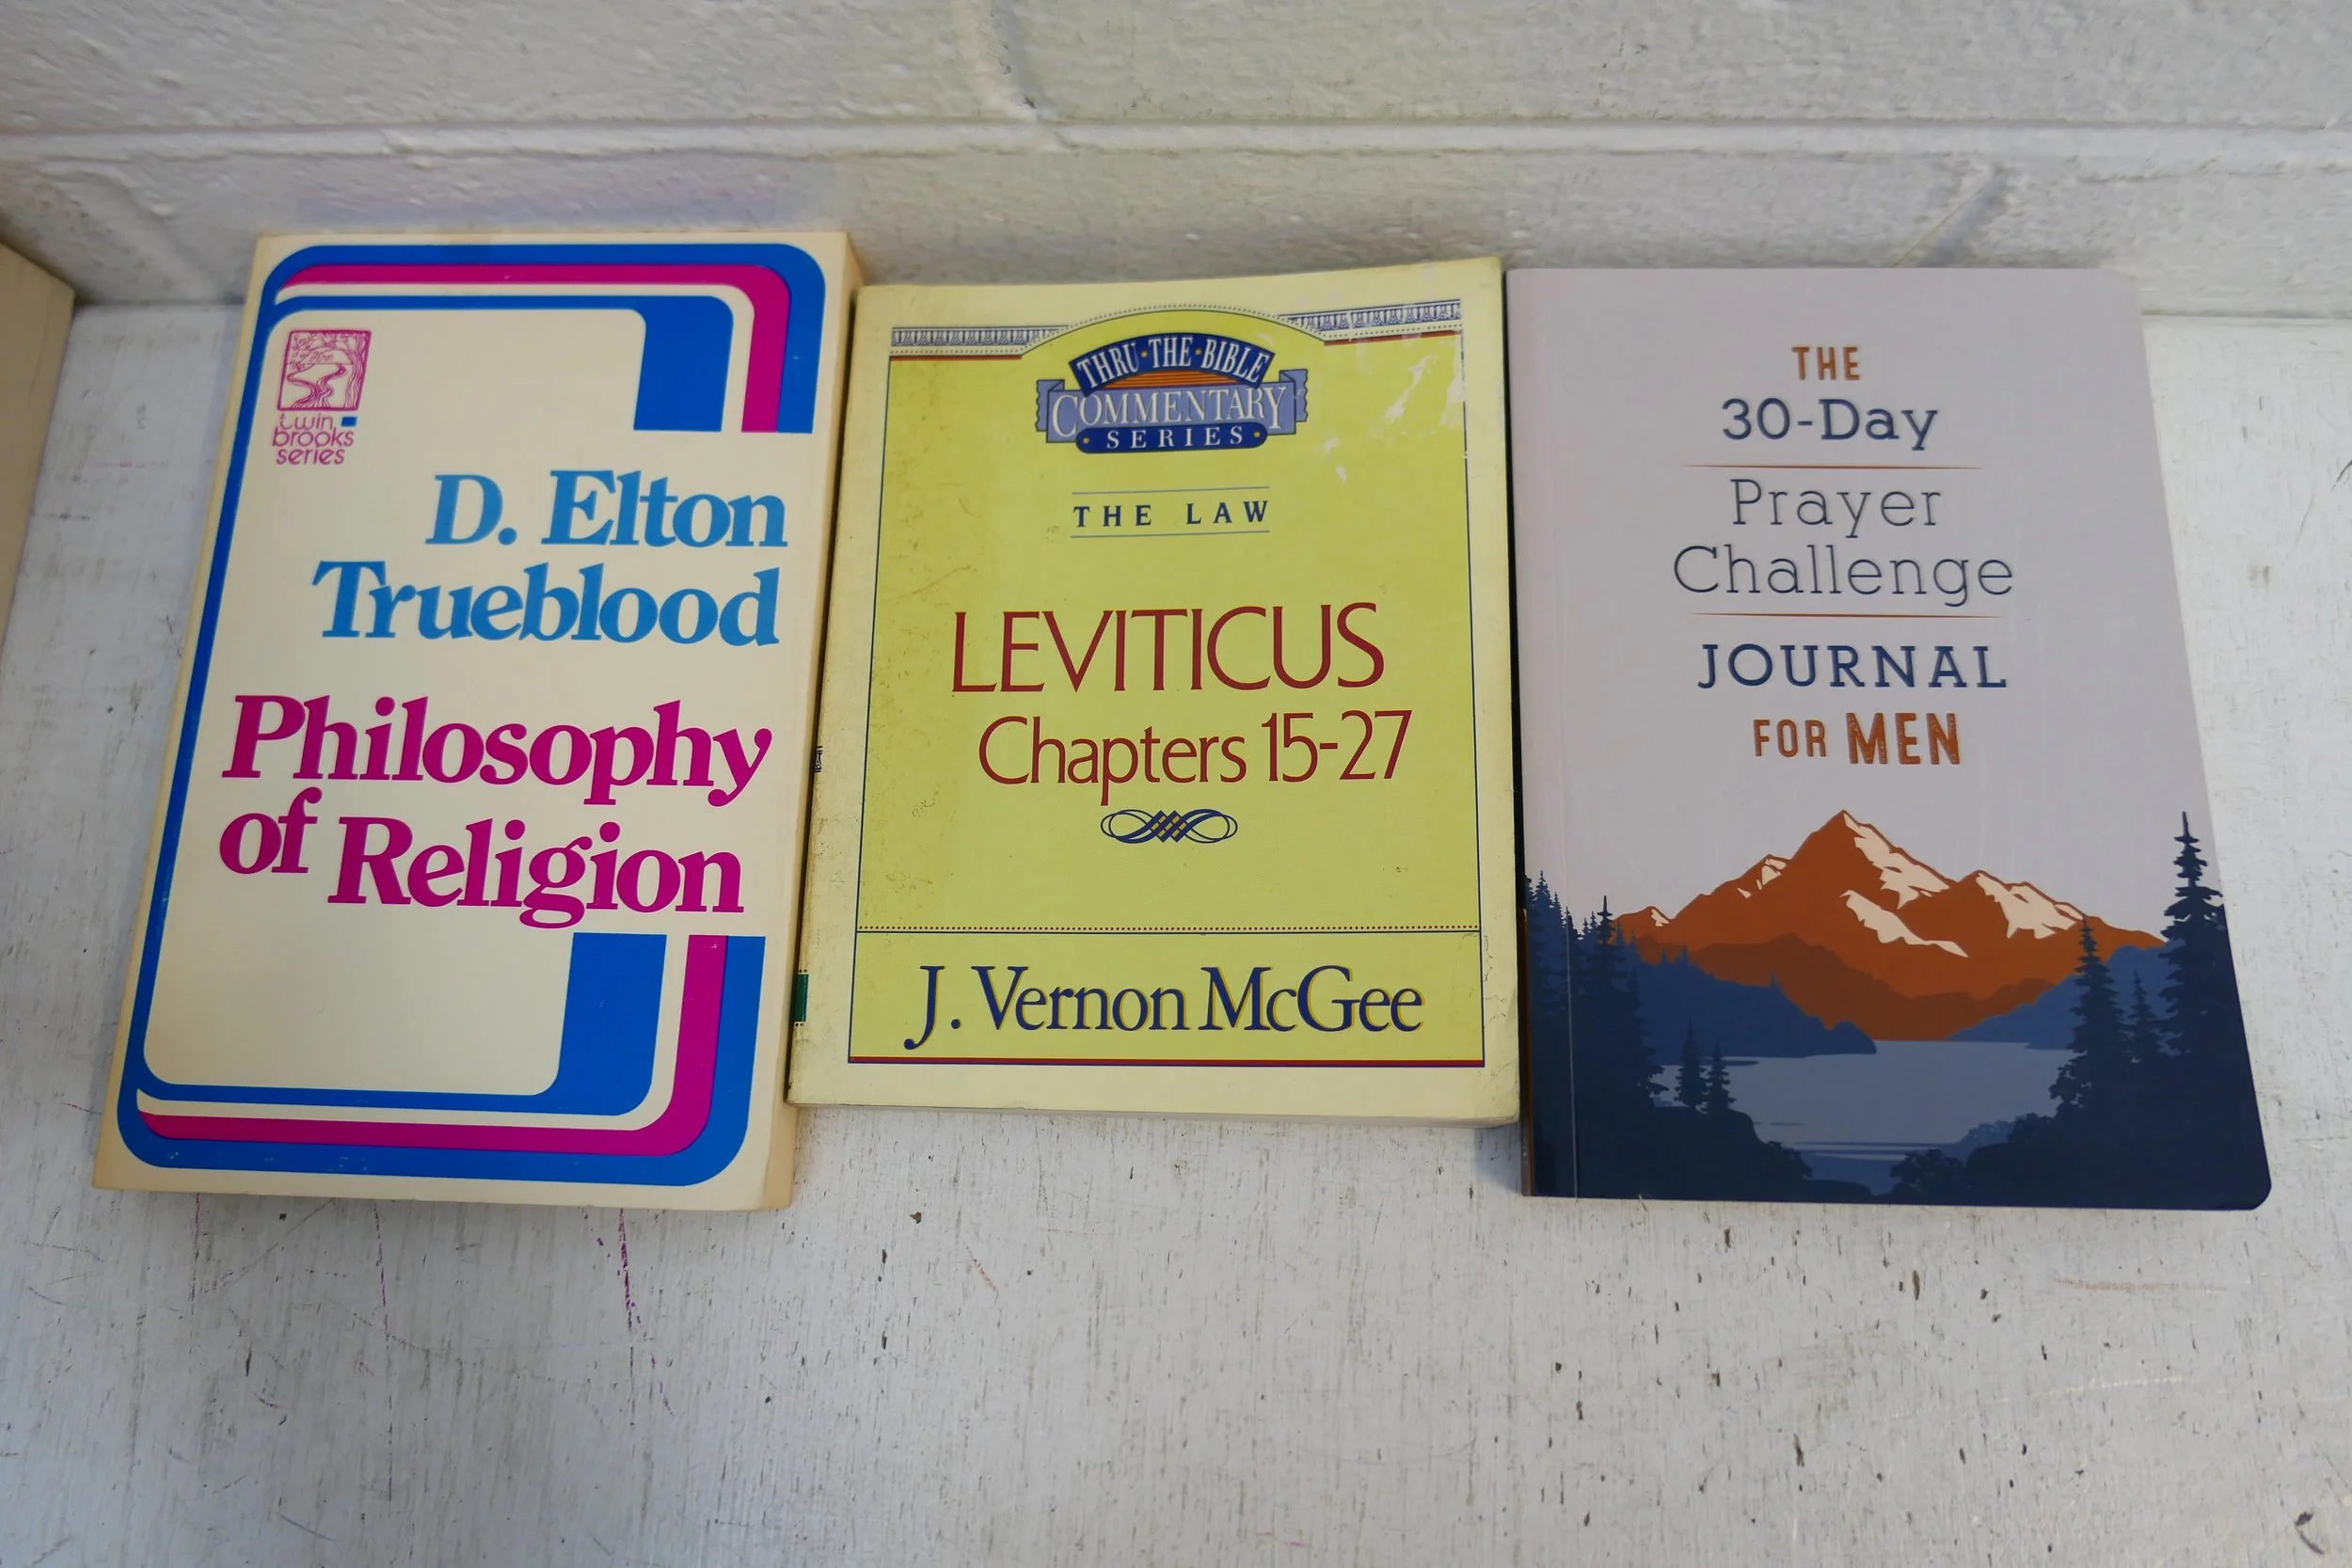 twin
brooks
series
D. Elton
Trueblood
Philosophy
of Religion
THRU·THE·BIBLE
COMMENTARY
SERIES
THE LAW
LEVITICUS
Chapters 15-27
J. Vernon McGee
THE
30-Day
Prayer
Challenge
JOURNAL
FOR MEN